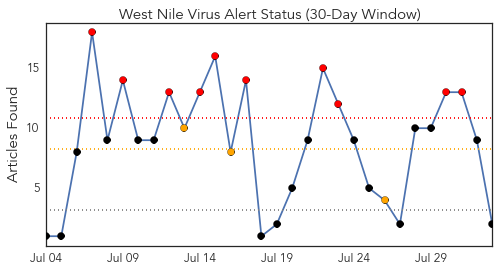 West Nile Virus Alert Status (30-Day Window)
Articles Found
15
10
5
Jul 04 Jul 09 Jul 14 Jul 19 Jul 24 Jul 29